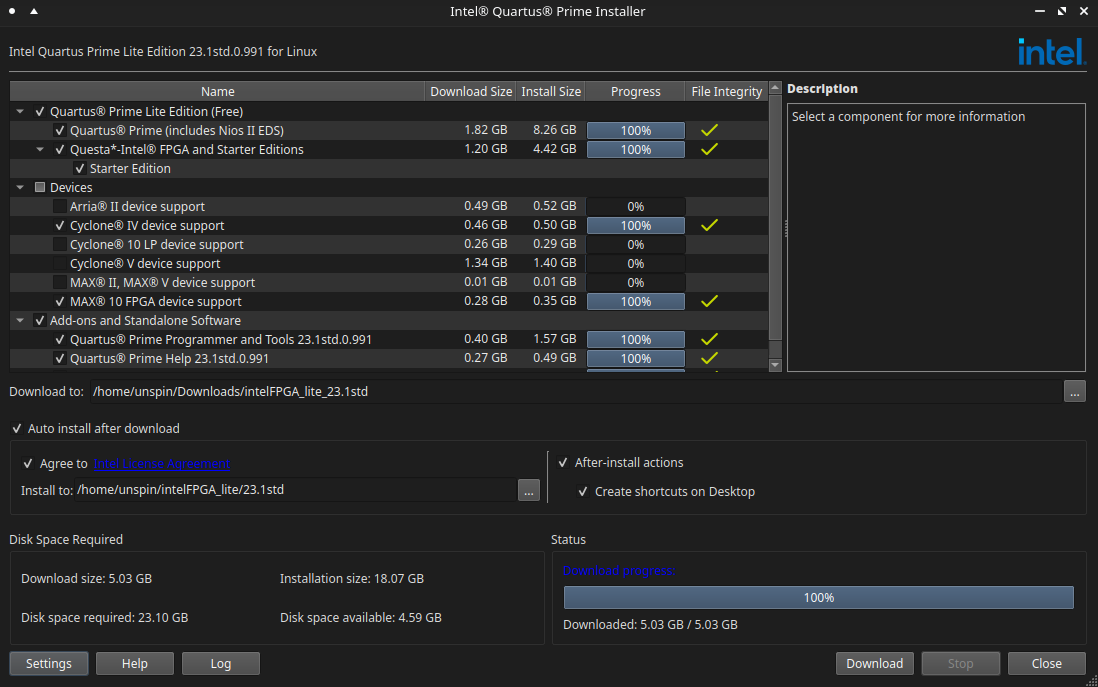 Intel® Quartus® Prime Installer
Intel Quartus Prime Lite Edition 23.1std.0.991 for Linux
intel.
Name Download Size Install Size Progress File Integrity
Quartus® Prime Lite Edition (Free)
Quartus® Prime (includes Nios II EDS) 1.82 GB 8.26 GB 100%
Questa*-Intel® FPGA and Starter Editions 1.20 GB 4.42 GB 100%
Starter Edition
Devices
Arria® II device support 0.49 GB 0.52 GB 0%
Cyclone® IV device support 0.46 GB 0.50 GB 100%
Cyclone® 10 LP device support 0.26 GB 0.29 GB 0%
Cyclone® V device support 1.34 GB 1.40 GB 0%
MAX® II, MAX® V device support 0.01 GB 0.01 GB 0%
MAX® 10 FPGA device support 0.28 GB 0.35 GB 100%
Add-ons and Standalone Software
Quartus® Prime Programmer and Tools 23.1std.0.991 0.40 GB 1.57 GB 100%
Quartus® Prime Help 23.1std.0.991 0.27 GB 0.49 GB 100%
Description
Select a component for more information
Download to: /home/unspin/Downloads/intelFPGA_lite_23.1std ...
Auto install after download
Agree to Intel License Agreement
Install to: /home/unspin/intelFPGA_lite/23.1std ...
After-install actions
Create shortcuts on Desktop
Disk Space Required
Download size: 5.03 GB Installation size: 18.07 GB
Disk space required: 23.10 GB Disk space available: 4.59 GB
Status
Download progress:
100%
Downloaded: 5.03 GB / 5.03 GB
Settings Help Log Download Stop Close